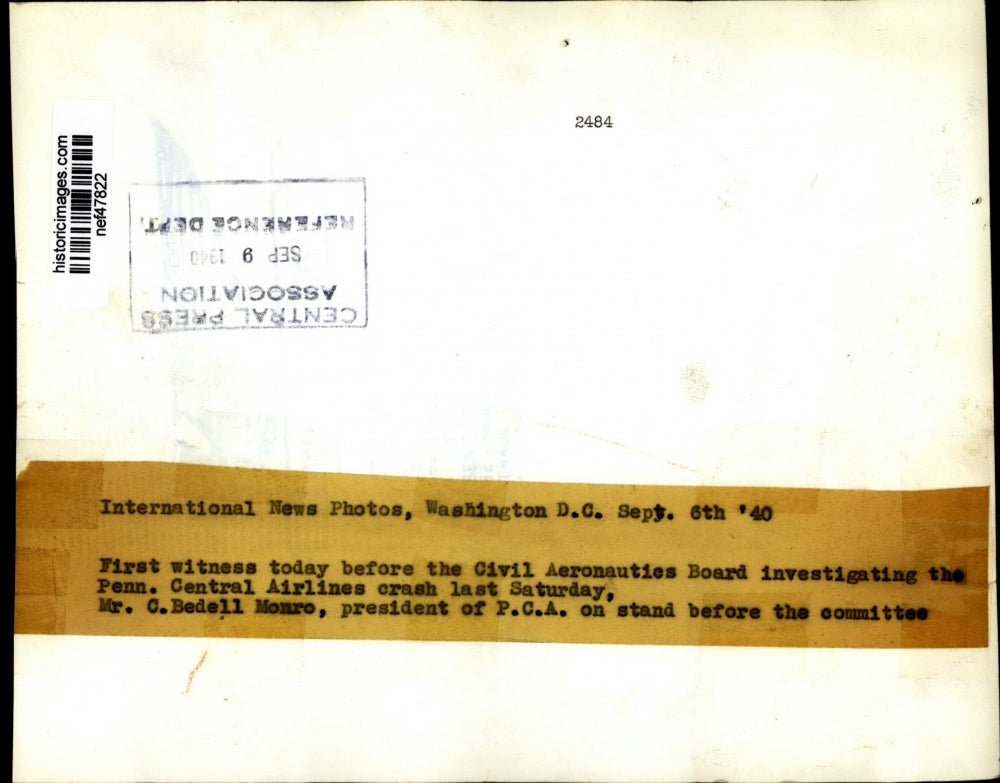 2484
historicimages.com
nef47822
CENTRAL PRESS
ASSOCIATION
SEP 9 1940
REFERENCE DEPT.
International News Photos, Washington D.C. Sept. 6th '40
First witness today before the Civil Aeronautics Board investigating the
Penn. Central Airlines crash last Saturday,
Mr. C.Bedell Monro, president of P.C.A. on stand before the committee